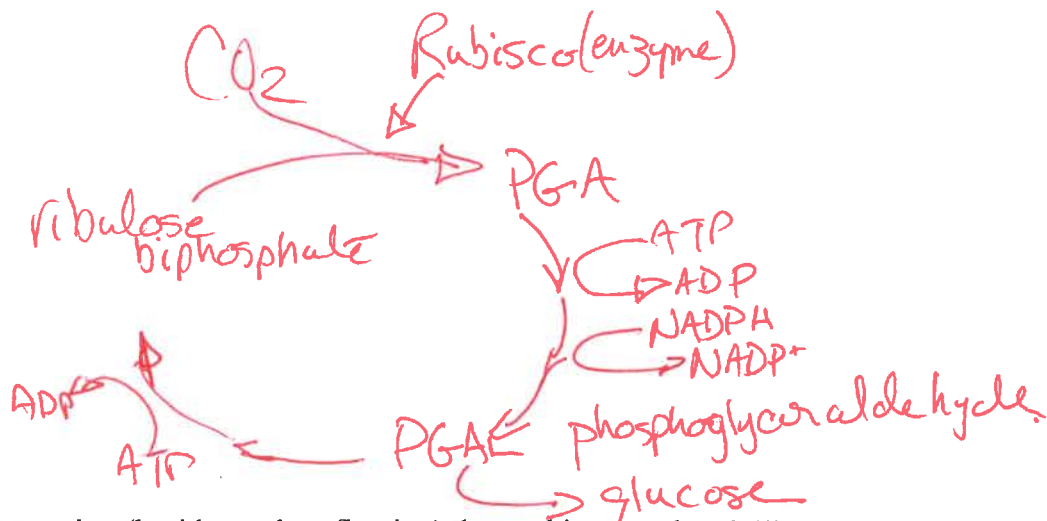 CO2
Rubisco(enzyme)
PGA
ribulose
biphosphate
ATP
ADP
NADPH
NADP+
ADP
ATP
PGAL
phosphoglyceraldehyde
glucose